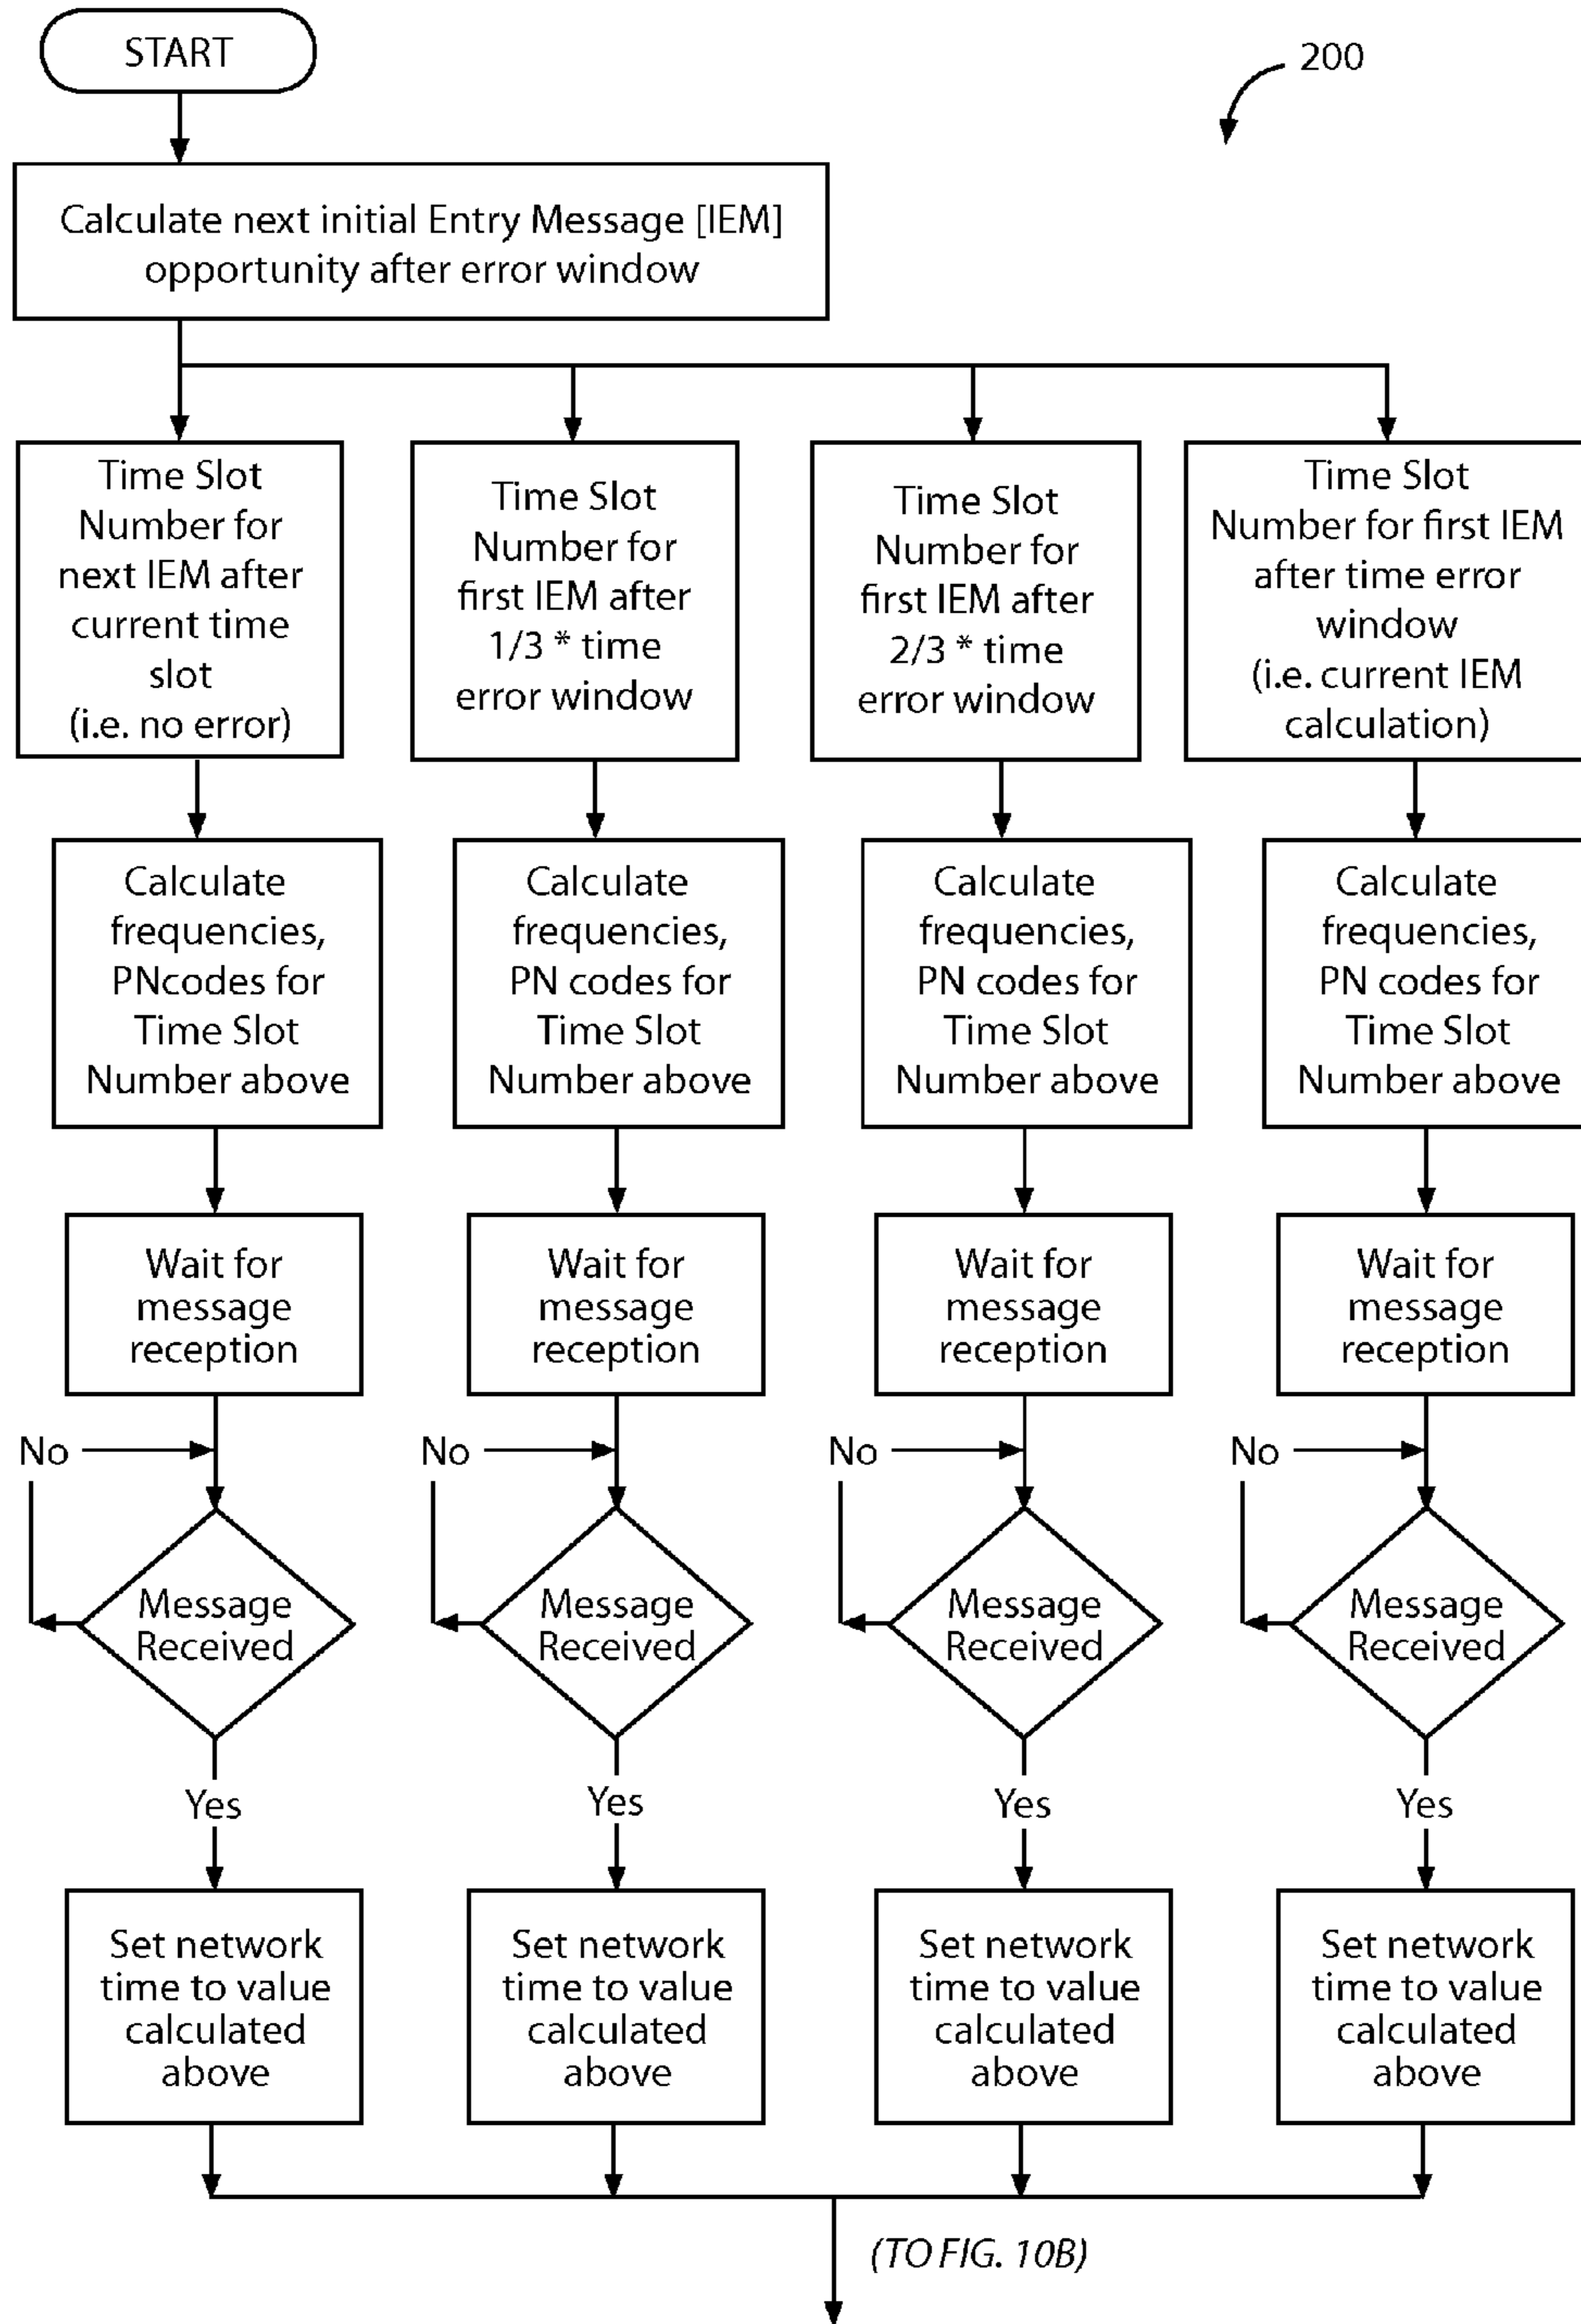 START
200
Calculate next initial Entry Message [IEM]
opportunity after error window
Time Slot
Number for
next IEM after
current time
slot
(i.e. no error)
Time Slot
Number for
first IEM after
1/3 * time
error window
Time Slot
Number for
first IEM after
2/3 * time
error window
Time Slot
Number for first IEM
after time error
window
(i.e. current IEM
calculation)
Calculate
frequencies,
PNcodes for
Time Slot
Number above
Calculate
frequencies,
PN codes for
Time Slot
Number above
Calculate
frequencies,
PN codes for
Time Slot
Number above
Calculate
frequencies,
PN codes for
Time Slot
Number above
Wait for
message
reception
Wait for
message
reception
Wait for
message
reception
Wait for
message
reception
No
No
No
No
Message
Received
Message
Received
Message
Received
Message
Received
Yes
Yes
Yes
Yes
Set network
time to value
calculated
above
Set network
time to value
calculated
above
Set network
time to value
calculated
above
Set network
time to value
calculated
above
(TO FIG. 10B)